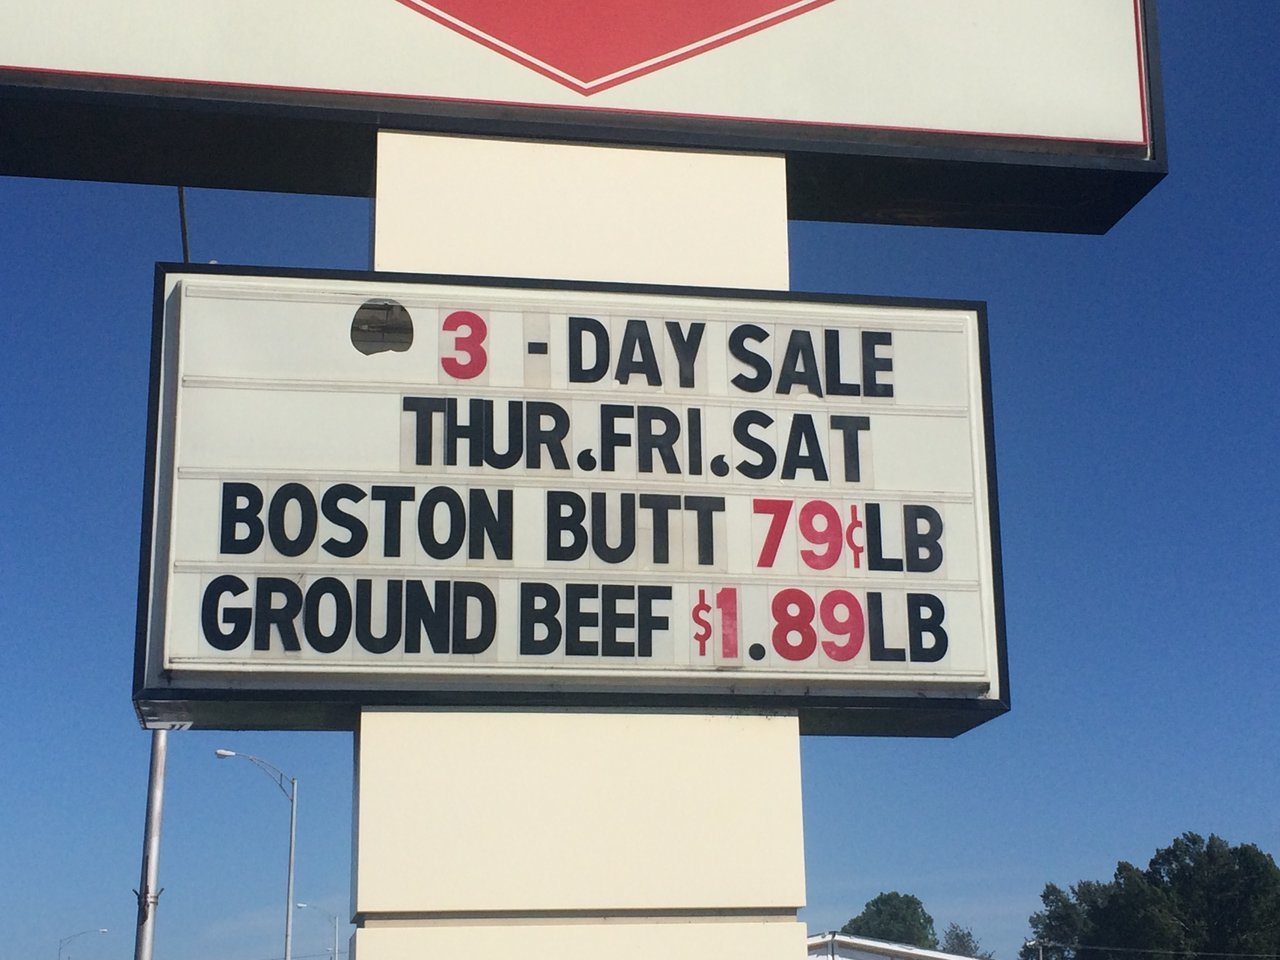 3 - DAY SALE
THUR.FRI.SAT
BOSTON BUTT 79¢LB
GROUND BEEF $1.89LB